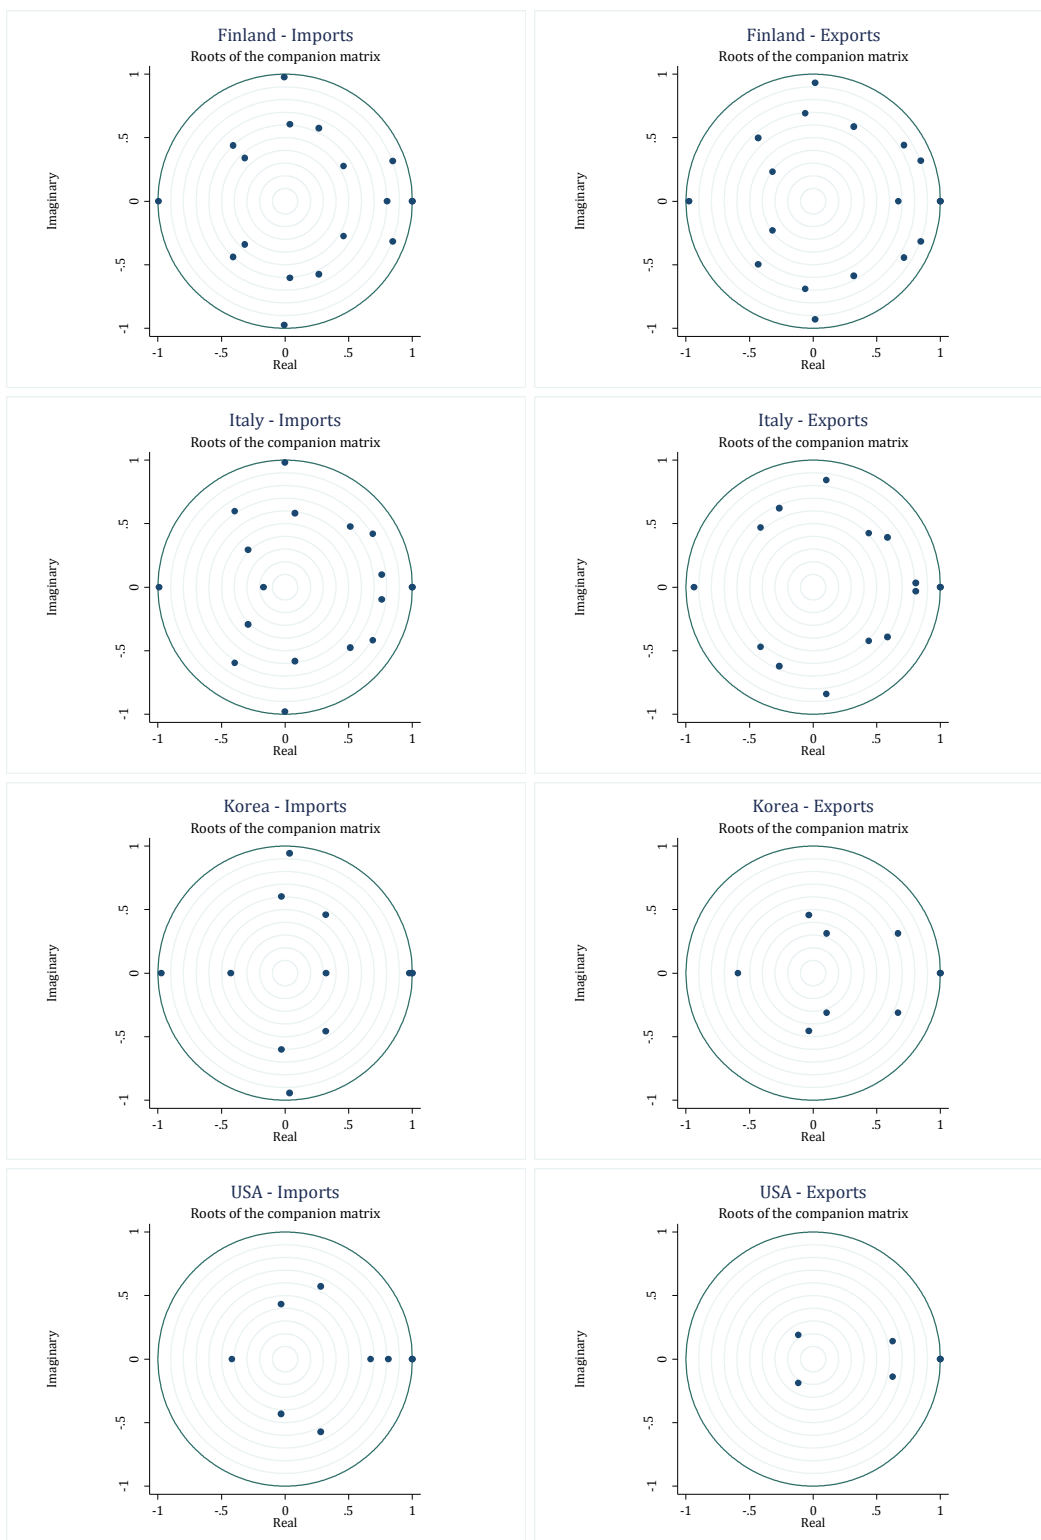 Finland - Imports
Roots of the companion matrix
Imaginary
1
.5
0
-.5
-1
-1 -.5 0 .5 1
Real
Finland - Exports
Roots of the companion matrix
Imaginary
1
.5
0
-.5
-1
-1 -.5 0 .5 1
Real
Italy - Imports
Roots of the companion matrix
Imaginary
1
.5
0
-.5
-1
-1 -.5 0 .5 1
Real
Italy - Exports
Roots of the companion matrix
Imaginary
1
.5
0
-.5
-1
-1 -.5 0 .5 1
Real
Korea - Imports
Roots of the companion matrix
Imaginary
1
.5
0
-.5
-1
-1 -.5 0 .5 1
Real
Korea - Exports
Roots of the companion matrix
Imaginary
1
.5
0
-.5
-1
-1 -.5 0 .5 1
Real
USA - Imports
Roots of the companion matrix
Imaginary
1
.5
0
-.5
-1
-1 -.5 0 .5 1
Real
USA - Exports
Roots of the companion matrix
Imaginary
1
.5
0
-.5
-1
-1 -.5 0 .5 1
Real